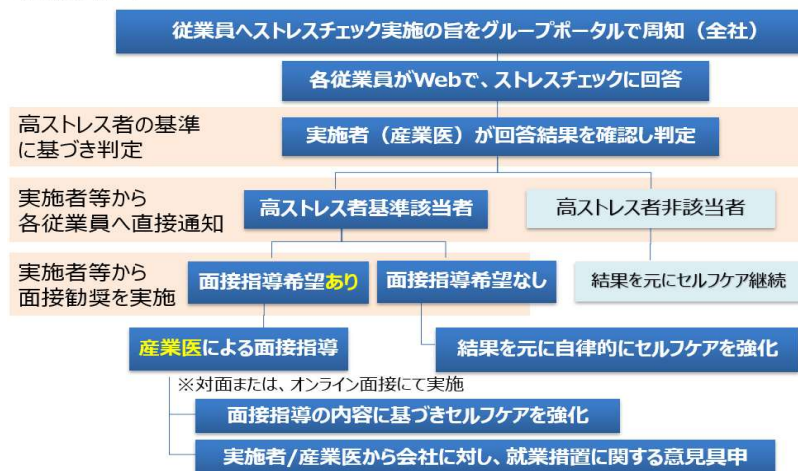 従業員へストレスチェック実施の旨をグループポータルで周知（全社）
各従業員がWebで、ストレスチェックに回答
高ストレス者の基準
に基づき判定
実施者（産業医）が回答結果を確認し判定
実施者等から
各従業員へ直接通知
高ストレス者基準該当者
高ストレス者非該当者
実施者等から
面接勧奨を実施
面接指導希望あり
面接指導希望なし
結果を元にセルフケア継続
産業医による面接指導
結果を元に自律的にセルフケアを強化
※対面または、オンライン面接にて実施
面接指導の内容に基づきセルフケアを強化
実施者/産業医から会社に対し、就業措置に関する意見具申